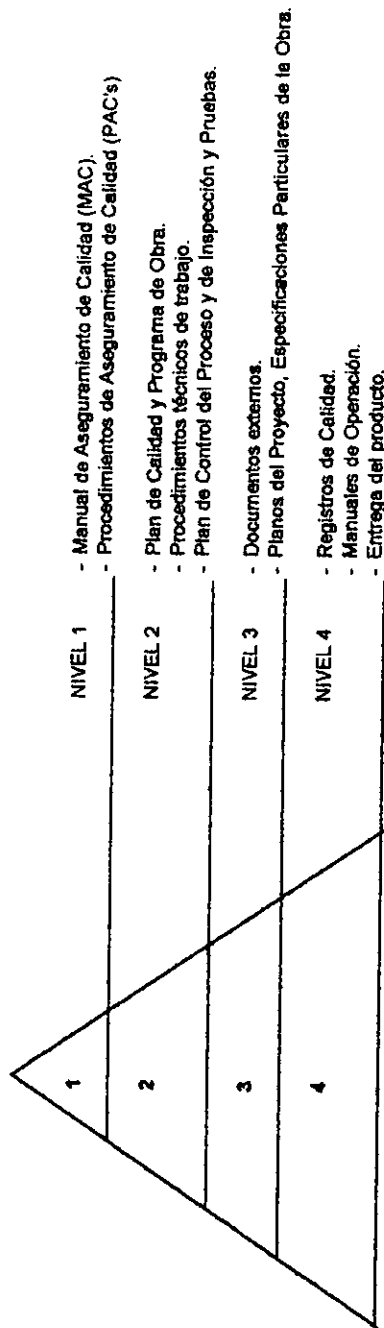 1
NIVEL 1
- Manual de Aseguramiento de Calidad (MAC).
- Procedimientos de Aseguramiento de Calidad (PAC's)
2
NIVEL 2
- Plan de Calidad y Programa de Obra.
- Procedimientos técnicos de trabajo.
- Plan de Control del Proceso y de Inspección y Pruebas.
3
NIVEL 3
- Documentos externos.
- Planos del Proyecto, Especificaciones Particulares de la Obra.
4
NIVEL 4
- Registros de Calidad.
- Manuales de Operación.
- Entrega del producto.